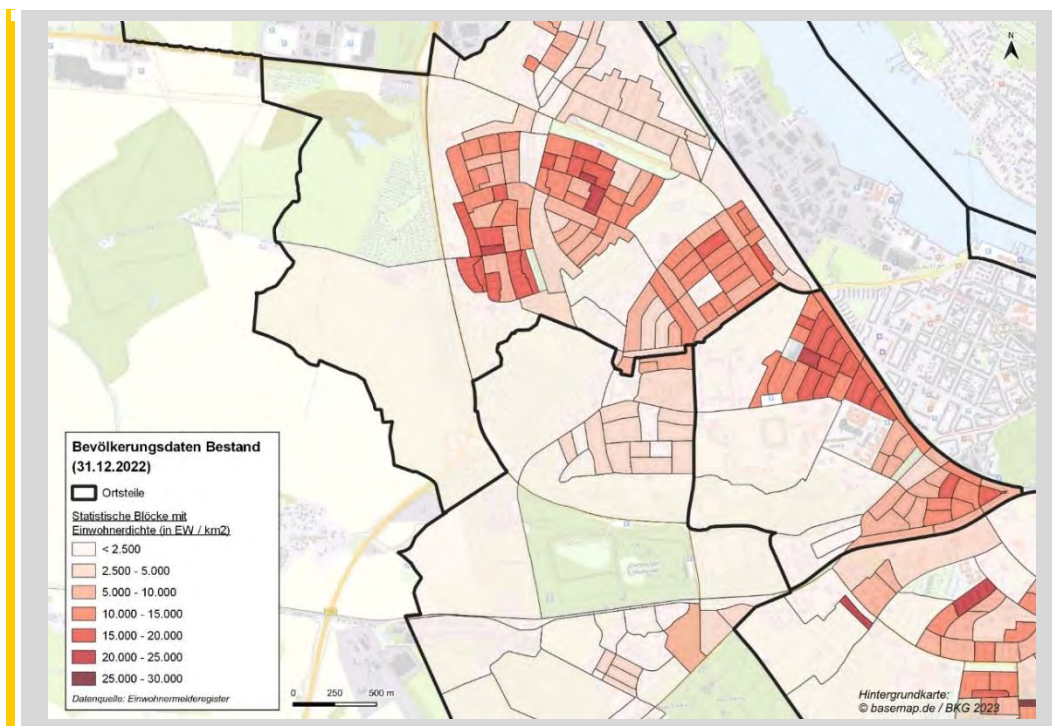 N
Bevölkerungsdaten Bestand
(31.12.2022)
Ortsteile
Statistische Blöcke mit
Einwohnerdichte (in EW / km2)
< 2.500
2.500 - 5.000
5.000 - 10.000
10.000 - 15.000
15.000 - 20.000
20.000 - 25.000
25.000 - 30.000
Datenquelle: Einwohnermelderegister
0 250 500 m
Hintergrundkarte:
© basemap.de / BKG 2023